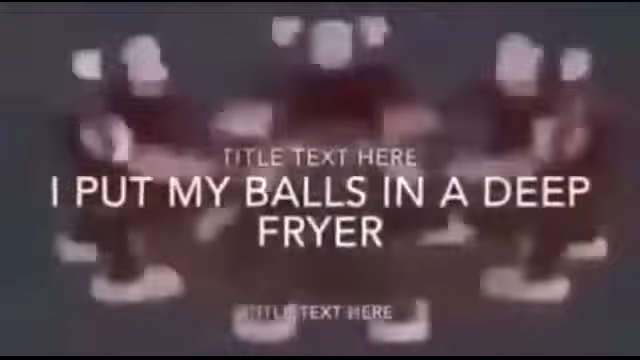 TITLE TEXT HERE
I PUT MY BALLS IN A DEEP
FRYER
TITLE TEXT HERE